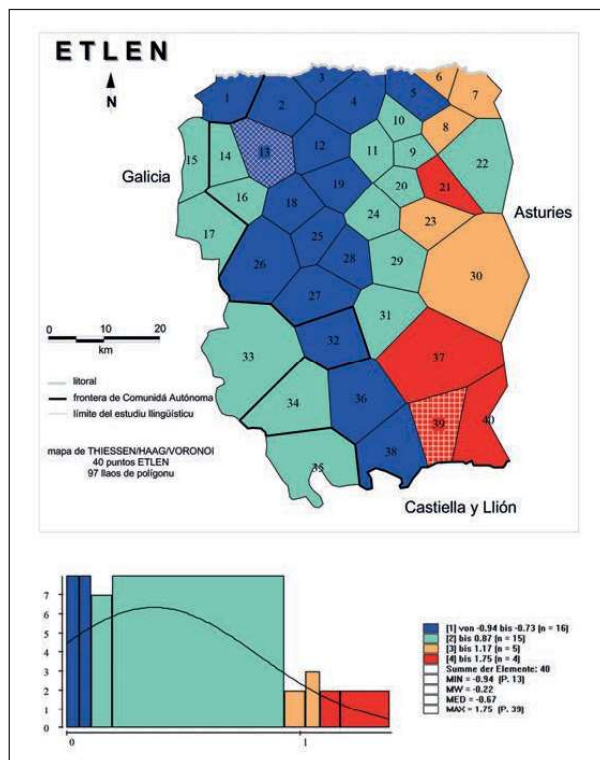 ETLEN
N
3
6
1
2
4
5
7
10
8
13
12
11
9
22
15
14
Galicia
19
20
21
16
18
24
Asturies
17
25
23
26
28
29
30
27
31
0 10 20
km
32
33
37
litoral
frontera de Comunidá Autónoma
34
36
39
40
límite del estudiu llingüísticu
mapa de THIESSEN/HAAG/VORONOI
40 puntos ETLEN
97 llaos de polígonu
35
38
Castiella y Llión
7
6
5
4
3
2
1
0
0 1
[1] von -0.94 bis -0.73 (n = 16)
[2] bis 0.87 (n = 15)
[3] bis 1.17 (n = 5)
[4] bis 1.75 (n = 4)
Summe der Elemente: 40
MIN = -0.94 (P. 13)
MW = -0.22
MED = -0.67
MAX = 1.75 (P. 39)